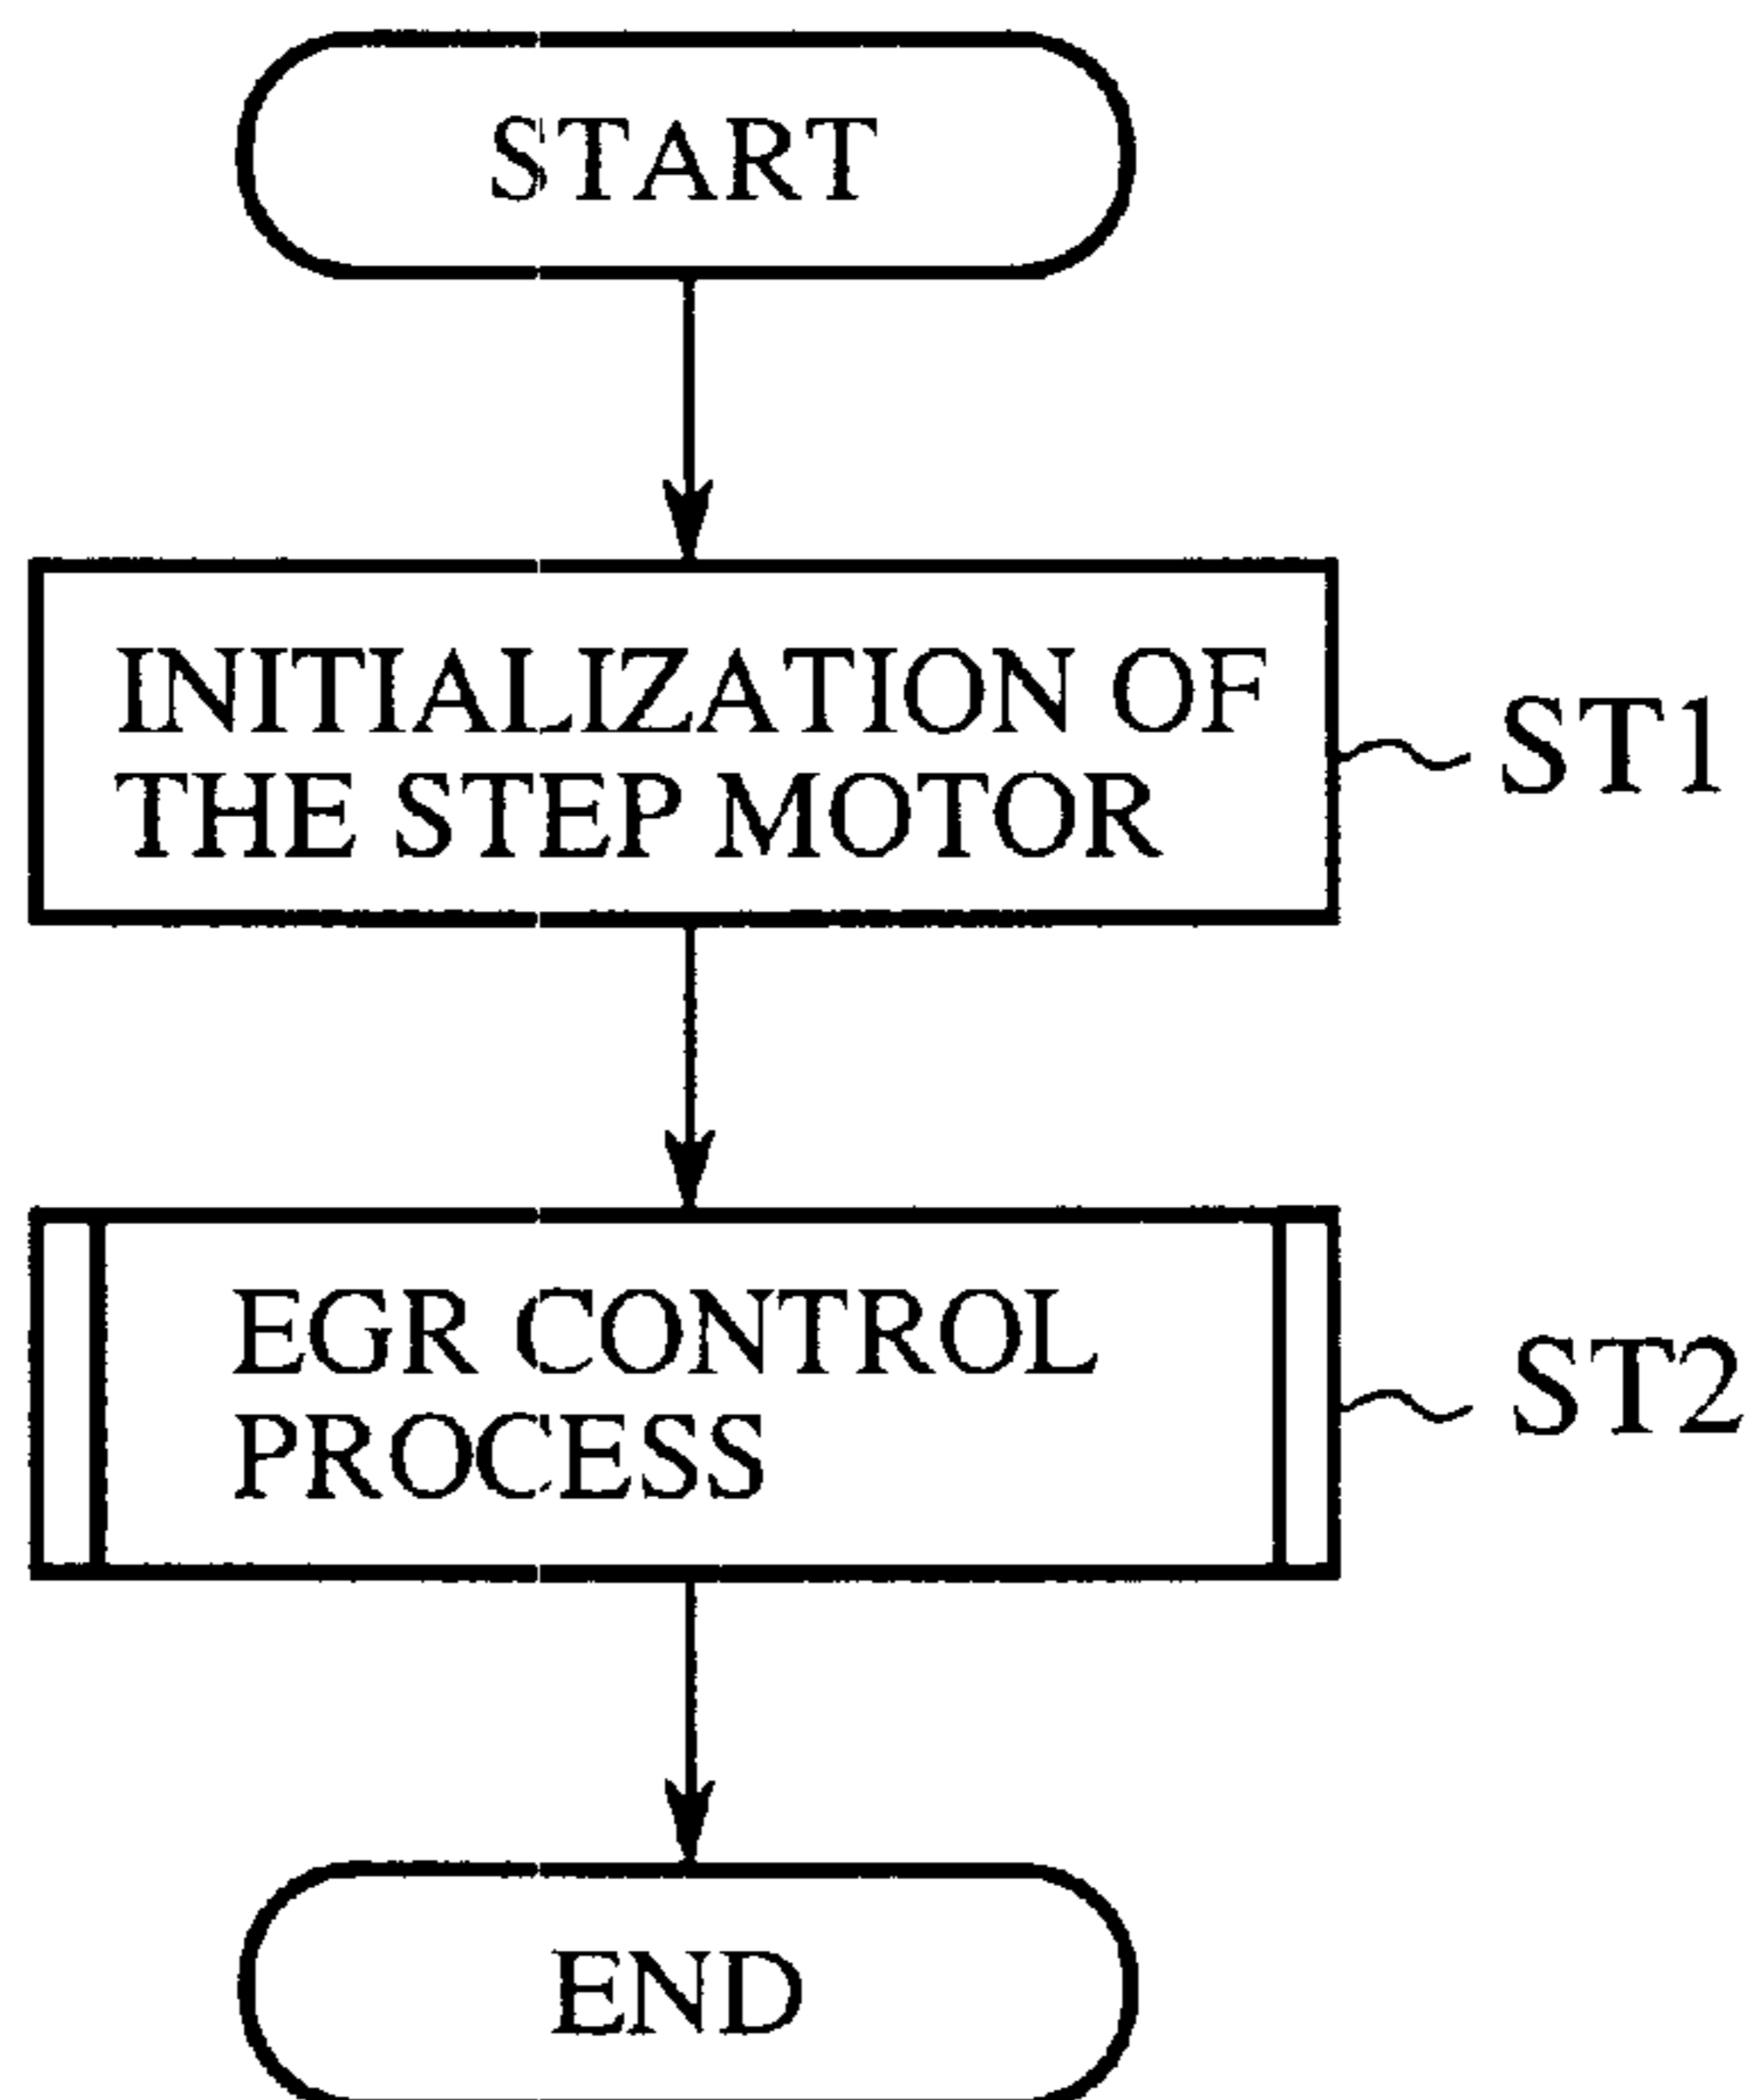 START
INITIALIZATION OF
THE STEP MOTOR
ST1
EGR CONTROL
PROCESS
ST2
END